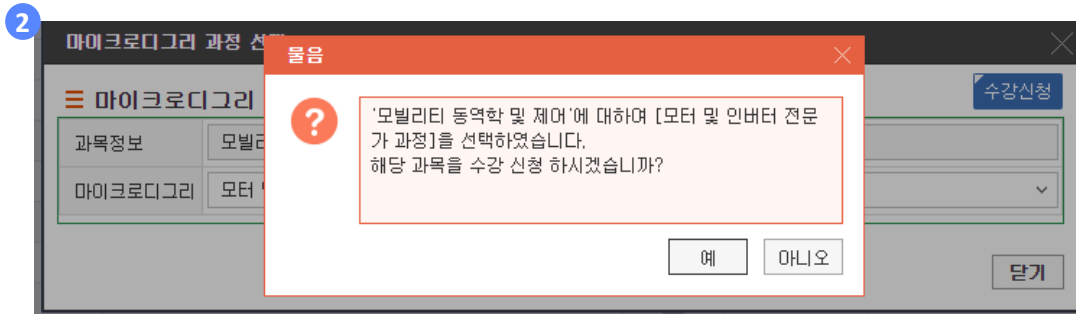 2
마이크로디그리 과정
물음
마이크로디그리
수강신청
?
'모빌리티 동역학 및 제어'에 대하여 [모터 및 인버터 전문
가 과정]을 선택하였습니다.
해당 과목을 수강 신청 하시겠습니까?
과목정보
마이크로디그리
모터
예
아니오
닫기